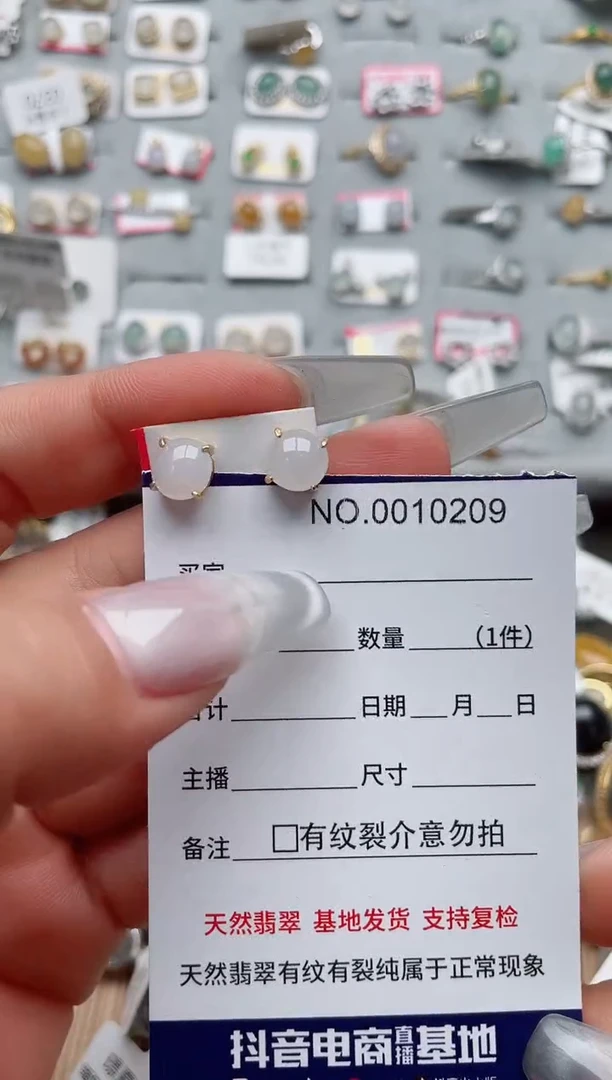 NO.0010209
买家
数量 (1件)
计 日期 月 日
主播 尺寸
备注 □有纹裂介意勿拍
天然翡翠 基地发货 支持复检
天然翡翠有纹有裂纯属于正常现象
抖音电商直播基地